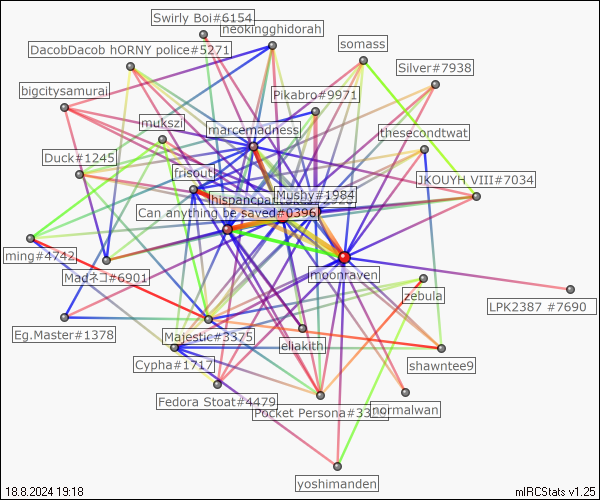 Swirly Boi#6154
neokingghidorah
somass
DacobDacob hORNY police#5271
Silver#7938
bigcitysamurai
Pikabro#9971
mukszi
marcemadness
thesecondtwat
Duck#1245
frisout
JKOUYH VIII#7034
Mushy#1984
Can anything be saved#0396
ming#4742
Madネコ#6901
moonraven
zebula
LPK2387 #7690
Eg.Master#1378
Majestic#3375
eliakith
Cypha#1717
shawntee9
Fedora Stoat#4479
Pocket Persona#33
normalwan
yoshimanden
18.8.2024 19:18
mIRCStats v1.25